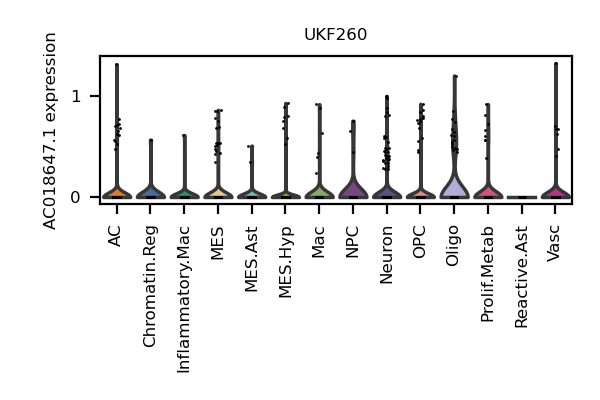 UKF260
AC018647.1 expression
1
0
AC
Chromatin.Reg
Inflammatory.Mac
MES
MES.Ast
MES.Hyp
Mac
NPC
Neuron
OPC
Oligo
Prolif.Metab
Reactive.Ast
Vasc